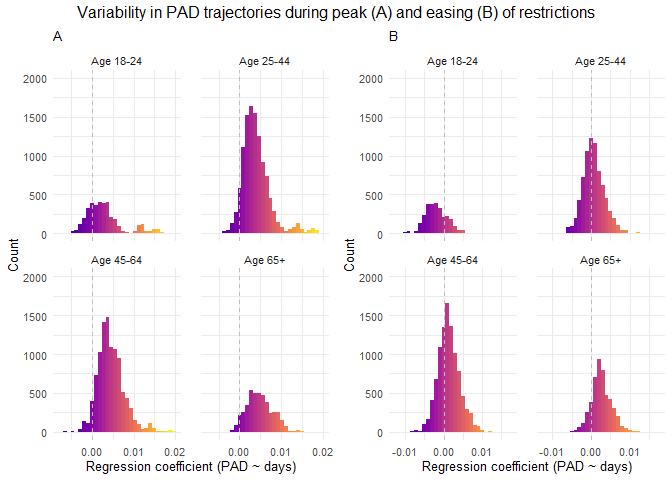 Variability in PAD trajectories during peak (A) and easing (B) of restrictions
A
B
Age 18-24
Age 25-44
Age 18-24
Age 25-44
2000
1500
1000
500
0
2000
1500
1000
500
0
Count
Count
Age 45-64
Age 65+
Age 45-64
Age 65+
2000
1500
1000
500
0
2000
1500
1000
500
0
0.00 0.01 0.02 0.00 0.01 0.02
-0.01 0.00 0.01 -0.01 0.00 0.01
Regression coefficient (PAD ~ days)
Regression coefficient (PAD ~ days)